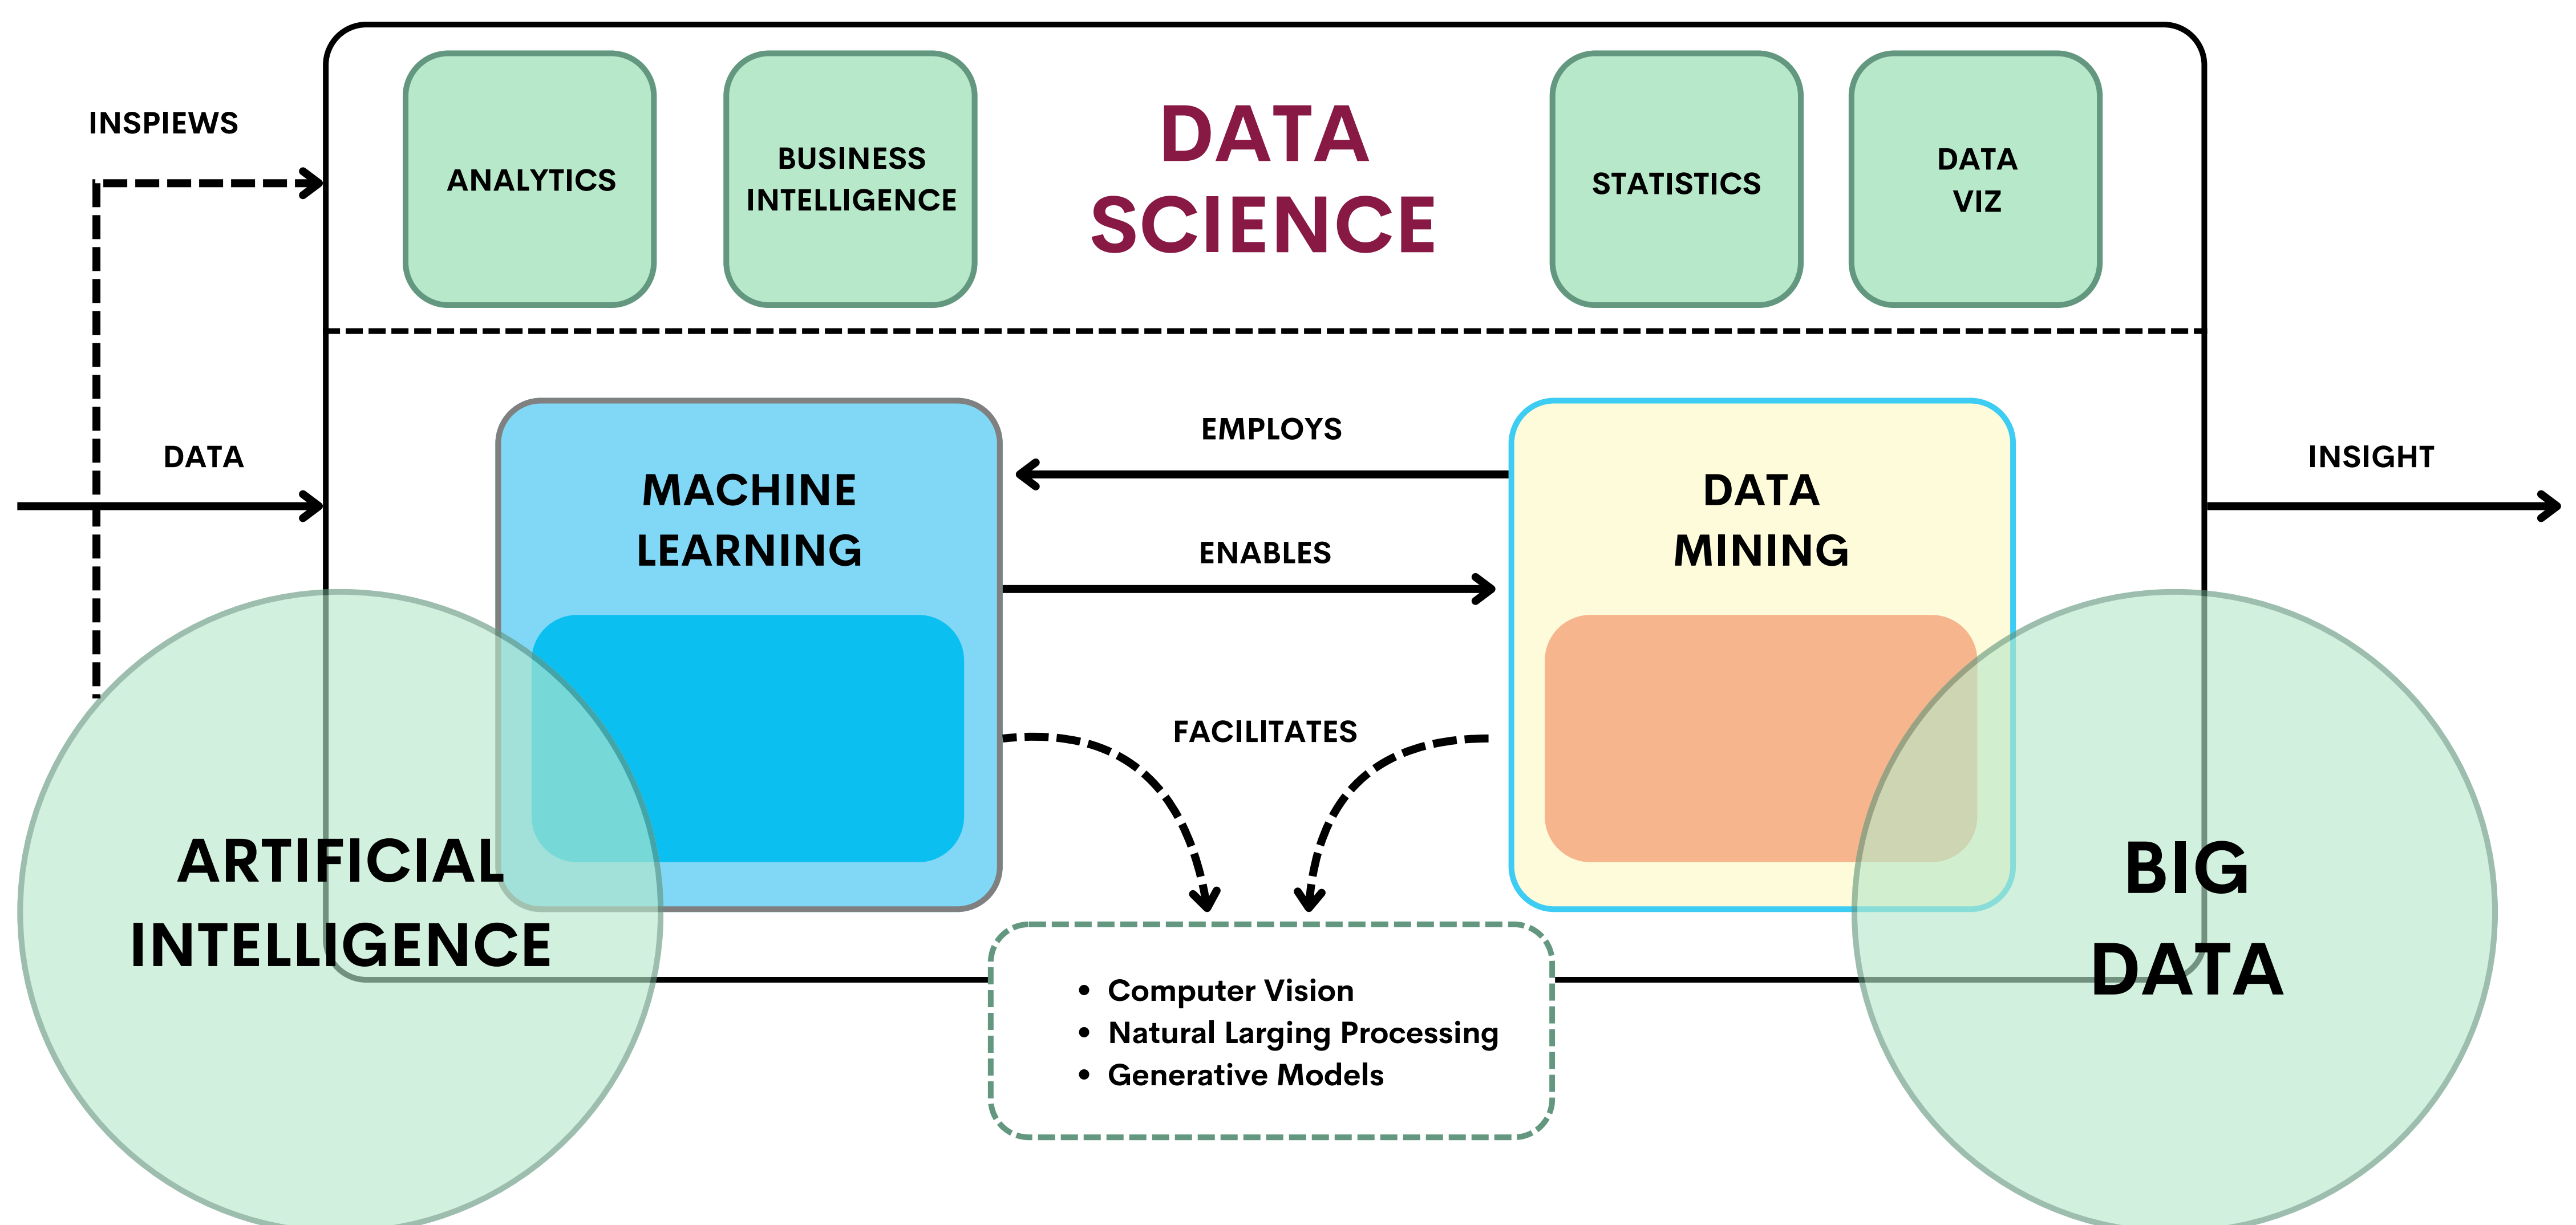 INSPIEWS
ANALYTICS
BUSINESS
INTELLIGENCE
DATA
SCIENCE
STATISTICS
DATA
VIZ
DATA
MACHINE
LEARNING
EMPLOYS
ENABLES
FACILITATES
DATA
MINING
INSIGHT
ARTIFICIAL
INTELLIGENCE
BIG
DATA
• Computer Vision
• Natural Larging Processing
• Generative Models